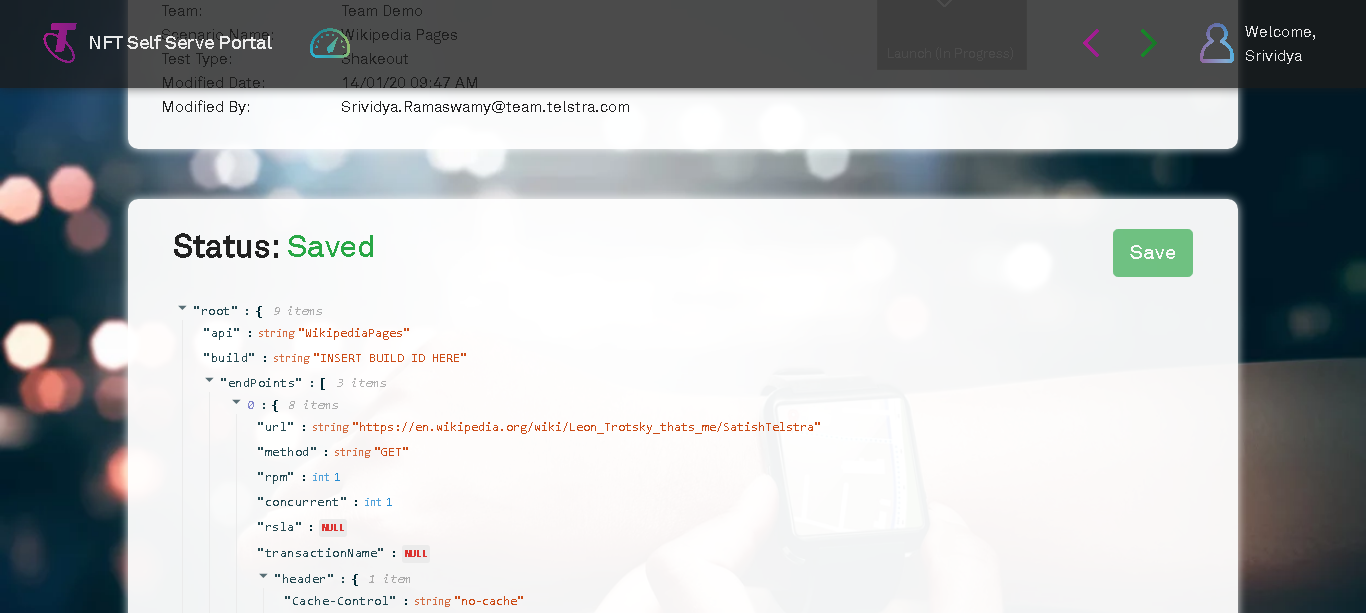 Team: Team Demo
Scenario Name: Wikipedia Pages
NFT Self Serve Portal
Test Type: Shakeout
Launch (In Progress)
Welcome,
Srividya
Modified Date: 14/01/20 09:47 AM
Modified By: Srividya.Ramaswamy@team.telstra.com
Status: Saved
Save
"root" : { 9 items
"api" : string "WikipediaPages"
"build" : string "INSERT BUILD ID HERE"
"endPoints" : [ 3 items
0 : { 8 items
"url" : string "https://en.wikipedia.org/wiki/Leon_Trotsky_thats_me/SatishTelstra"
"method" : string "GET"
"rpm" : int 1
"concurrent" : int 1
"rsla" : NULL
"transactionName" : NULL
"header" : { 1 item
"Cache-Control" : string "no-cache"